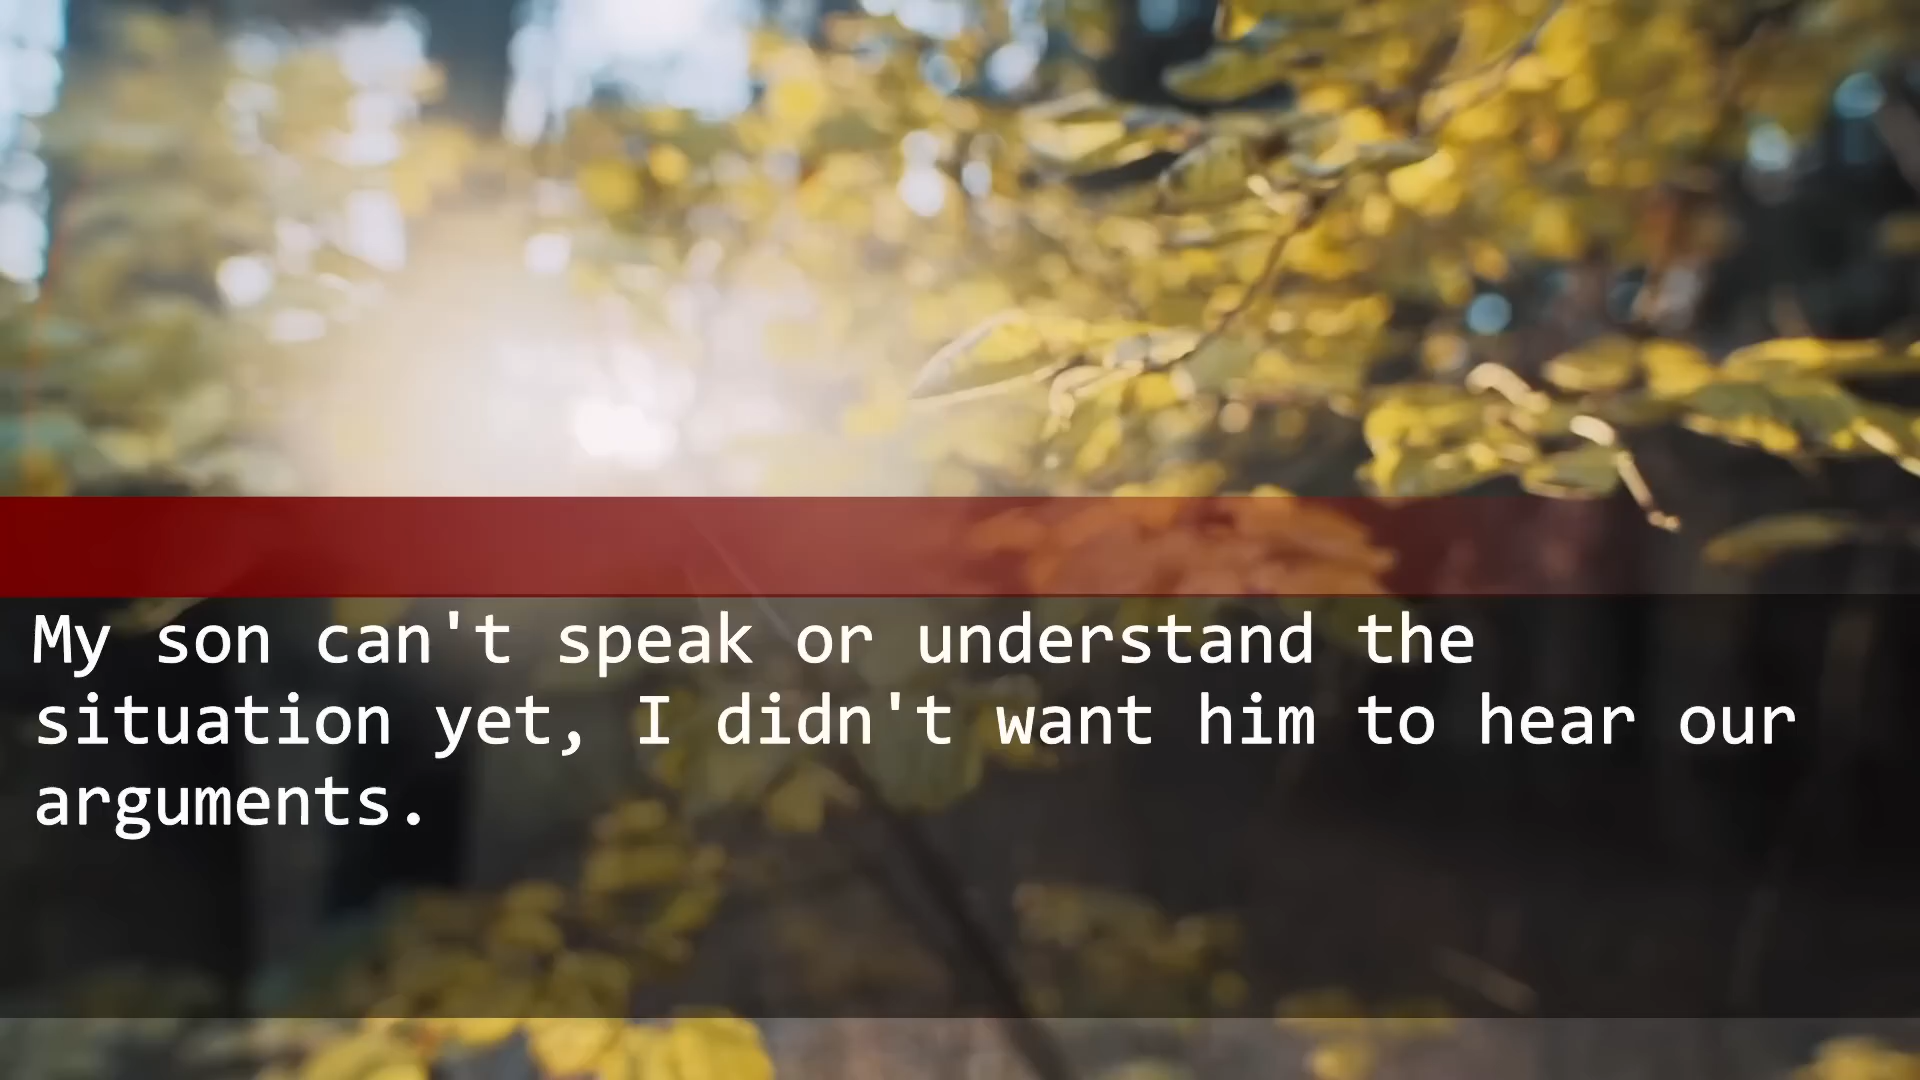 My son can't speak or understand the
situation yet, I didn't want him to hear our
arguments.